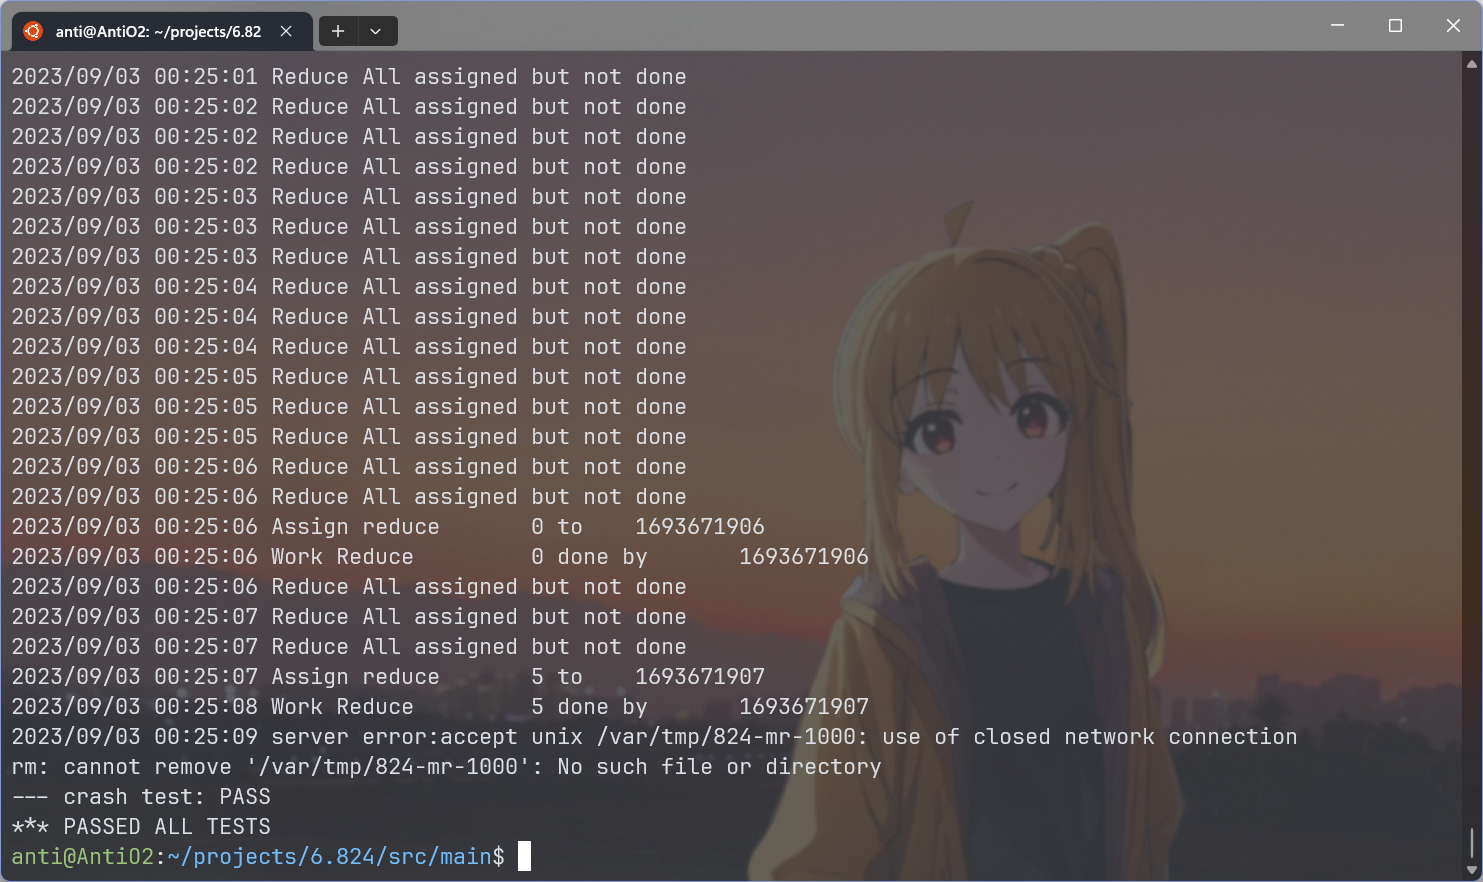 anti@AntiO2: ~/projects/6.82
2023/09/03 00:25:01 Reduce All assigned but not done
2023/09/03 00:25:02 Reduce All assigned but not done
2023/09/03 00:25:02 Reduce All assigned but not done
2023/09/03 00:25:02 Reduce All assigned but not done
2023/09/03 00:25:03 Reduce All assigned but not done
2023/09/03 00:25:03 Reduce All assigned but not done
2023/09/03 00:25:03 Reduce All assigned but not done
2023/09/03 00:25:04 Reduce All assigned but not done
2023/09/03 00:25:04 Reduce All assigned but not done
2023/09/03 00:25:04 Reduce All assigned but not done
2023/09/03 00:25:05 Reduce All assigned but not done
2023/09/03 00:25:05 Reduce All assigned but not done
2023/09/03 00:25:05 Reduce All assigned but not done
2023/09/03 00:25:06 Reduce All assigned but not done
2023/09/03 00:25:06 Reduce All assigned but not done
2023/09/03 00:25:06 Assign reduce       0 to    1693671906
2023/09/03 00:25:06 Work Reduce         0 done by       1693671906
2023/09/03 00:25:06 Reduce All assigned but not done
2023/09/03 00:25:07 Reduce All assigned but not done
2023/09/03 00:25:07 Reduce All assigned but not done
2023/09/03 00:25:07 Assign reduce       5 to    1693671907
2023/09/03 00:25:08 Work Reduce         5 done by       1693671907
2023/09/03 00:25:09 server error:accept unix /var/tmp/824-mr-1000: use of closed network connection
rm: cannot remove '/var/tmp/824-mr-1000': No such file or directory
--- crash test: PASS
*** PASSED ALL TESTS
anti@AntiO2:~/projects/6.824/src/main$